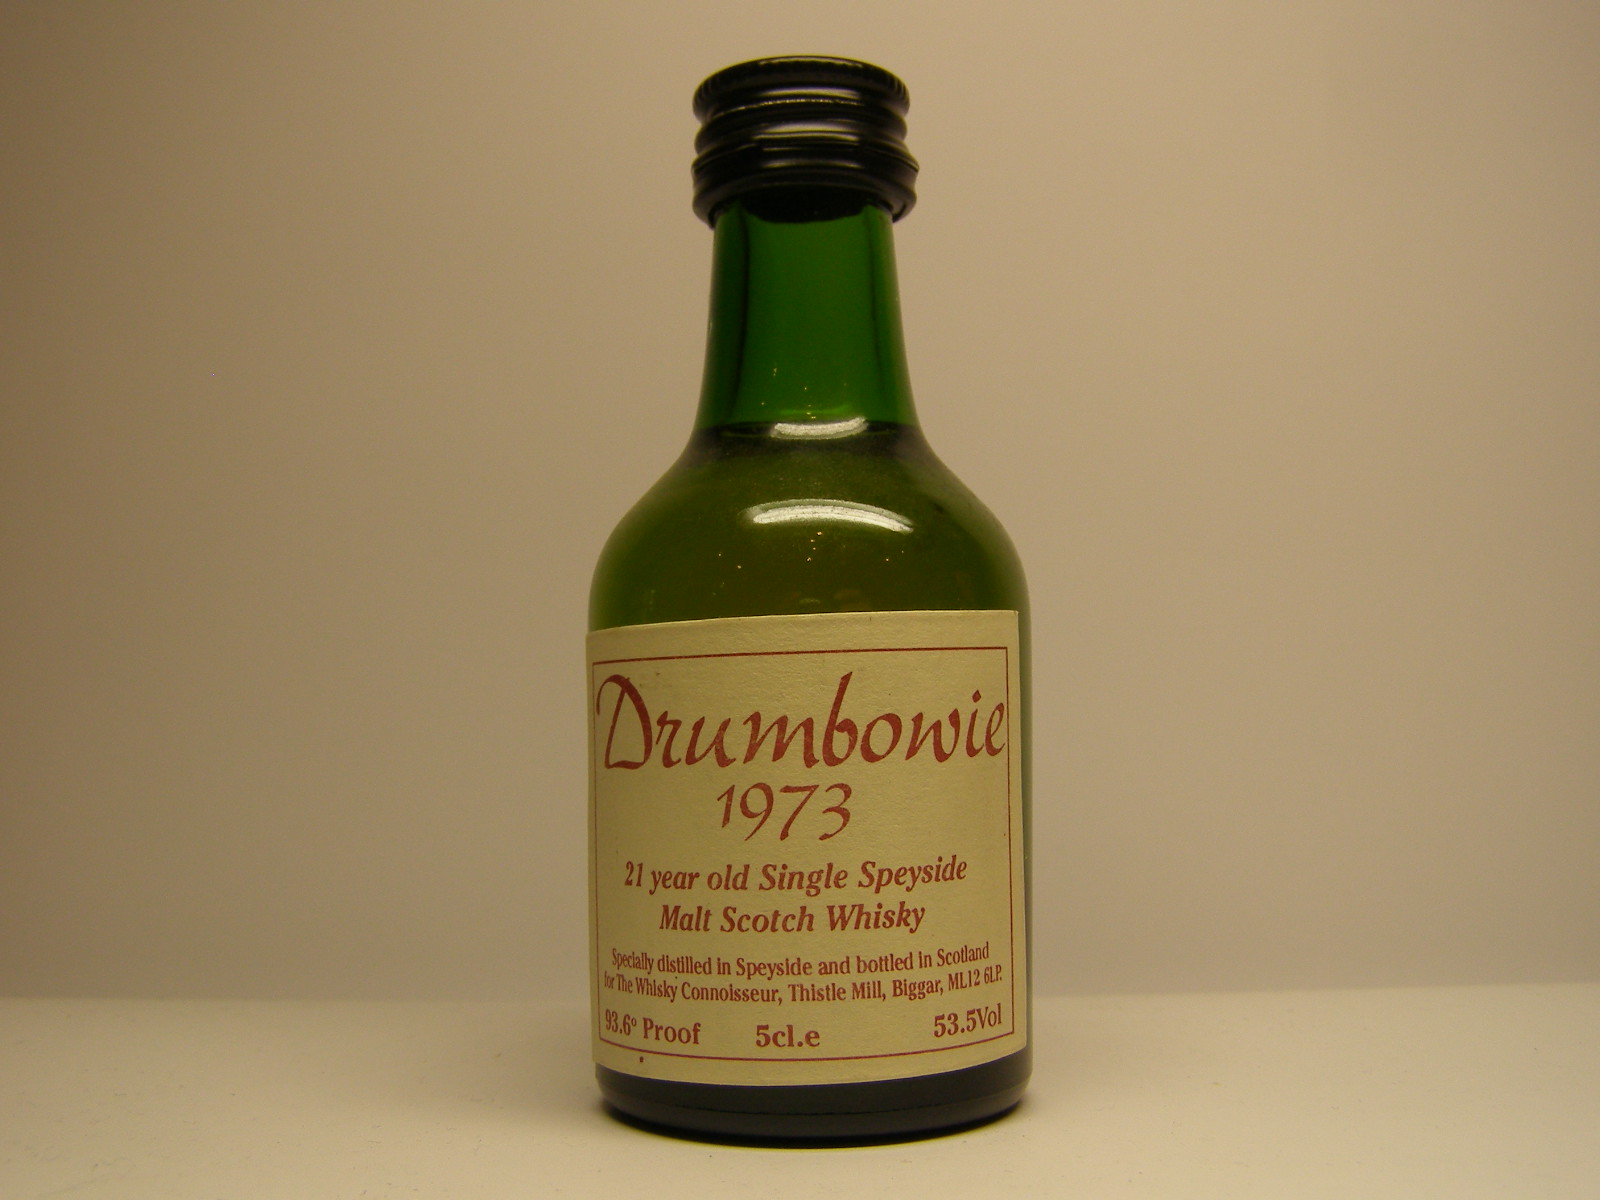 Drumbowie
1973
21 year old Single Speyside
Malt Scotch Whisky
Specially distilled in Speyside and bottled in Scotland
for The Whisky Connoisseur, Thistle Mill, Biggar, ML12 6LP.
93.6° Proof 5cl.e 53.5Vol